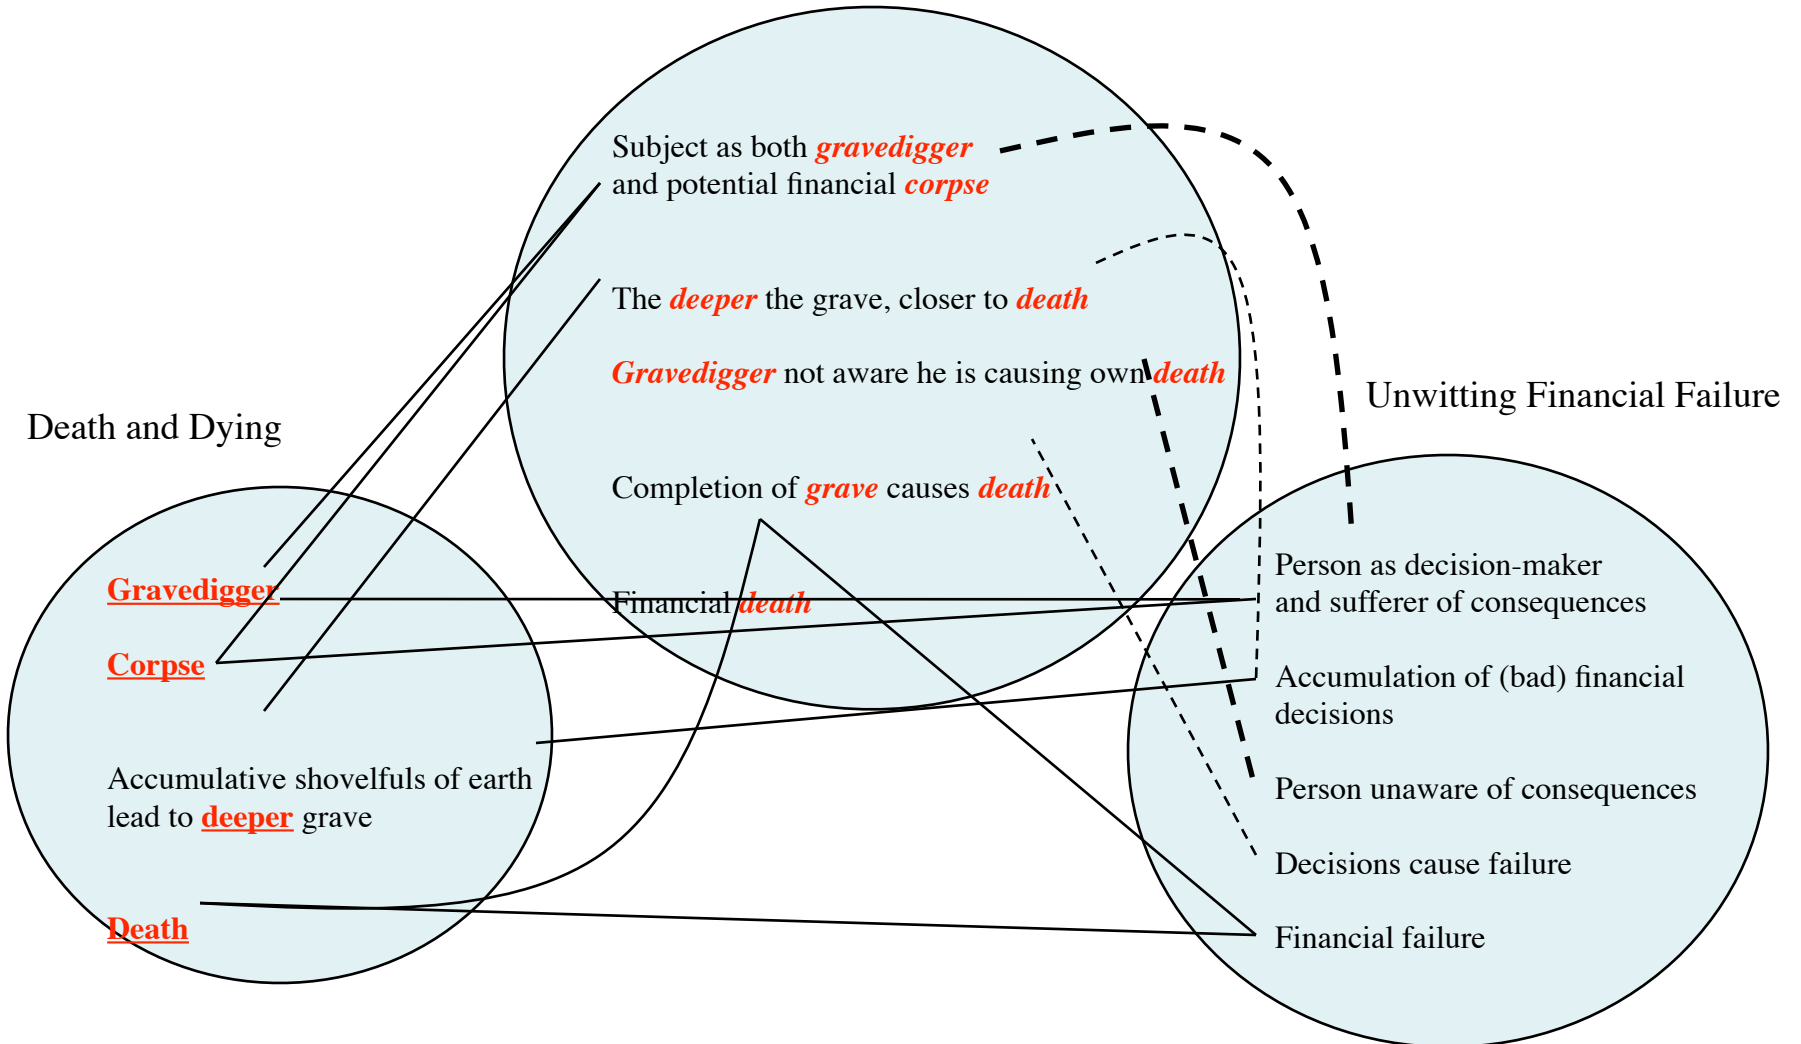 Subject as both gravedigger
and potential financial corpse
The deeper the grave, closer to death
Gravedigger not aware he is causing own death
Completion of grave causes death
Financial death
Death and Dying
Gravedigger
Corpse
Accumulative shovelfuls of earth
lead to deeper grave
Death
Unwitting Financial Failure
Person as decision-maker
and sufferer of consequences
Accumulation of (bad) financial
decisions
Person unaware of consequences
Decisions cause failure
Financial failure